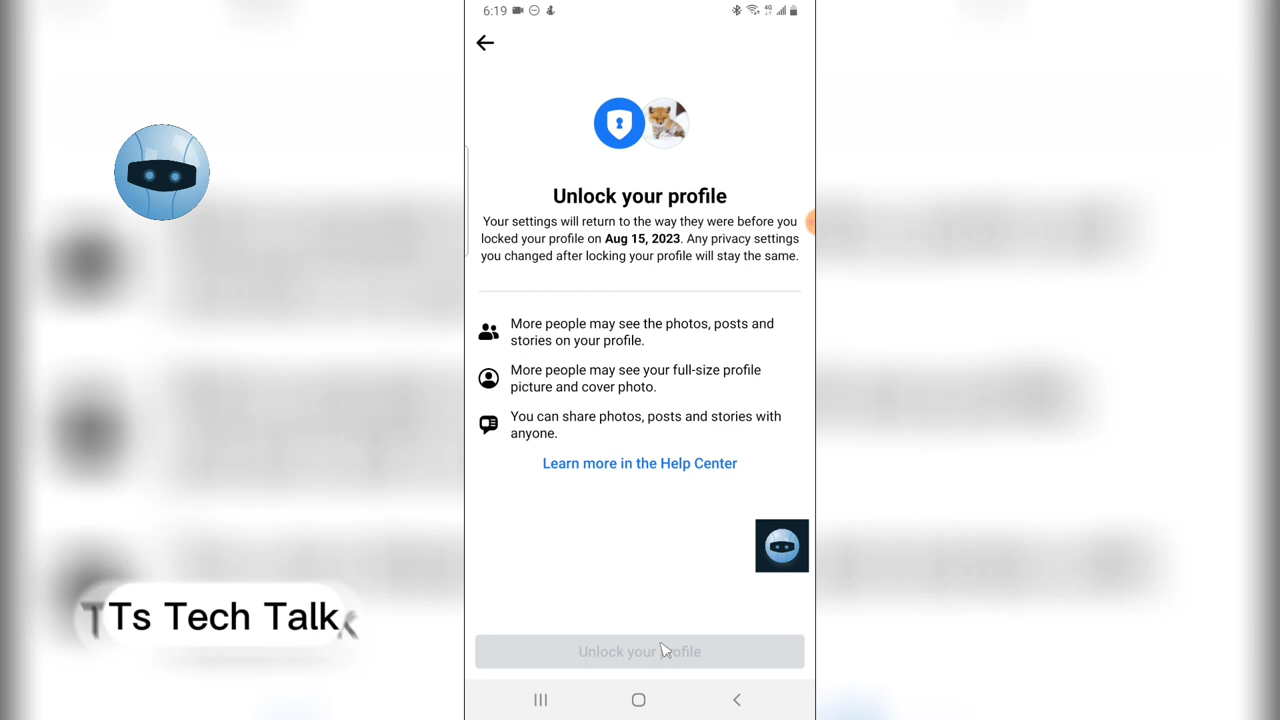 6:19
4G
Unlock your profile
Your settings will return to the way they were before you
locked your profile on Aug 15, 2023. Any privacy settings
you changed after locking your profile will stay the same.
More people may see the photos, posts and
stories on your profile.
More people may see your full-size profile
picture and cover photo.
You can share photos, posts and stories with
anyone.
Learn more in the Help Center
Ts Tech Talk
Unlock your profile